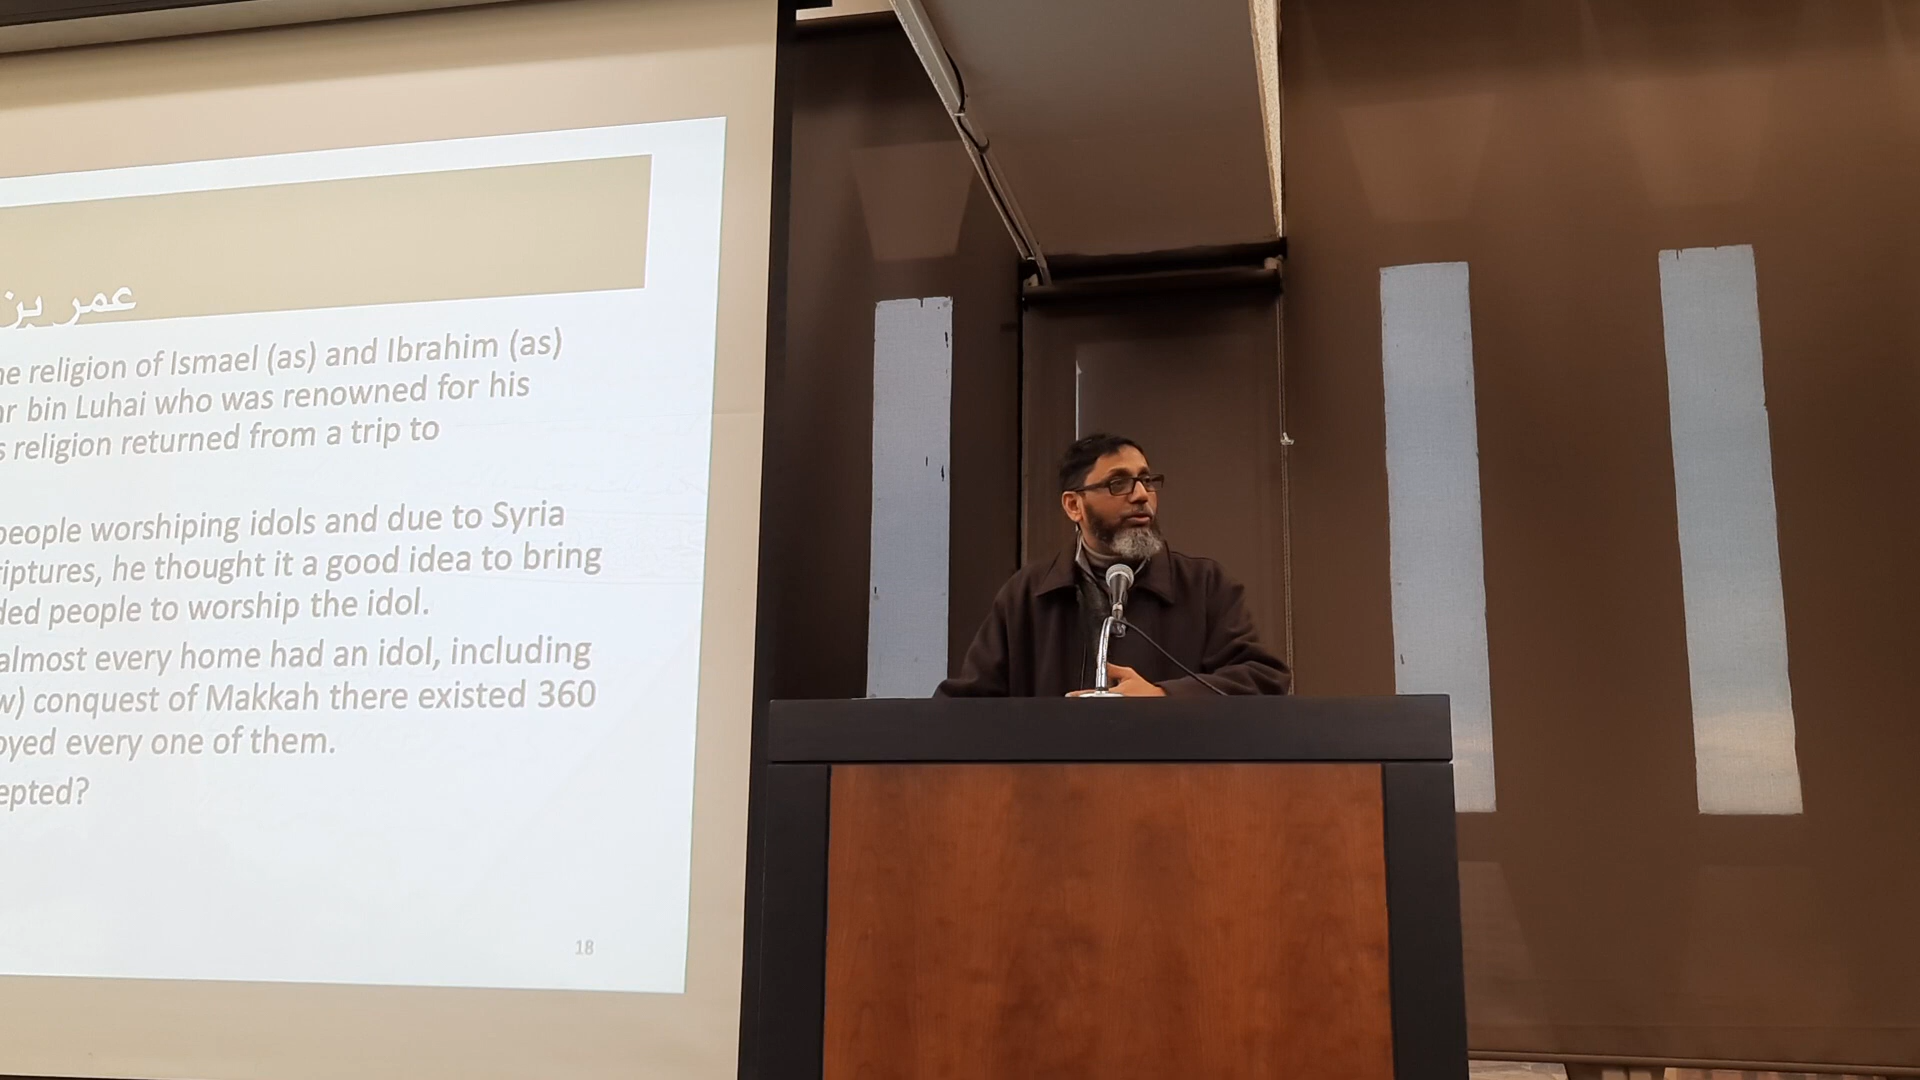 عمر بن
he religion of Ismael (as) and Ibrahim (as)
r bin Luhai who was renowned for his
s religion returned from a trip to
people worshiping idols and due to Syria
iptures, he thought it a good idea to bring
ded people to worship the idol.
almost every home had an idol, including
w) conquest of Makkah there existed 360
oyed every one of them.
epted?
18